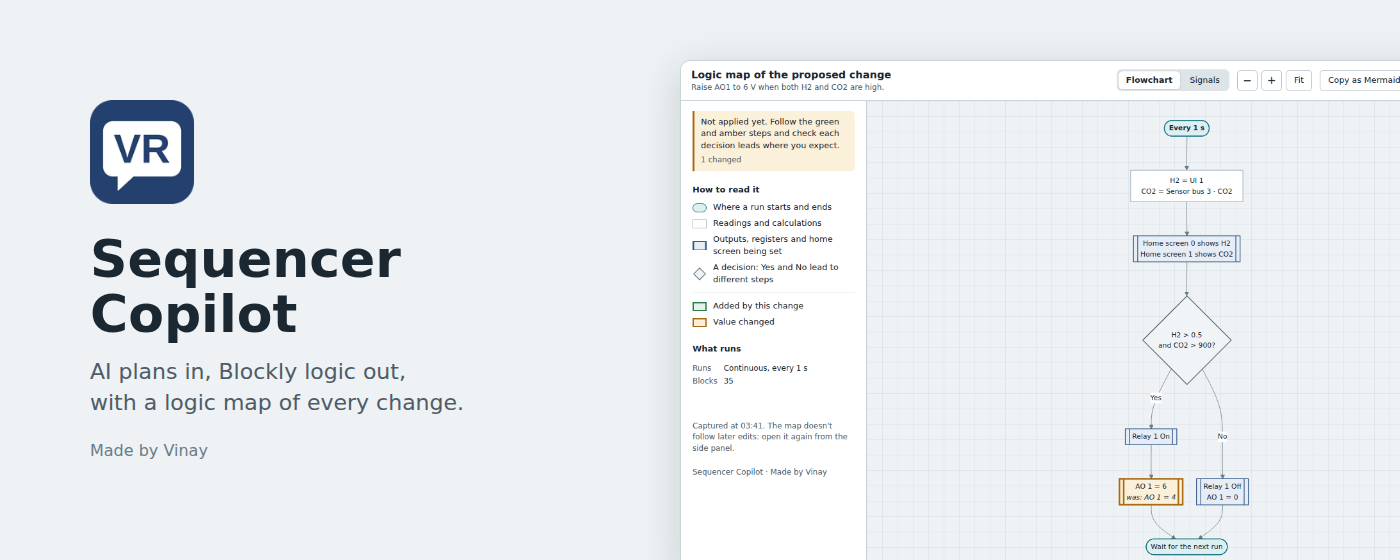 VR
Sequencer
Copilot
AI plans in, Blockly logic out,
with a logic map of every change.
Made by Vinay
Logic map of the proposed change
Raise AO1 to 6 V when both H2 and CO2 are high.
Flowchart
Signals
−
+
Fit
Copy as Mermaid
Not applied yet. Follow the green
and amber steps and check each
decision leads where you expect.
1 changed
How to read it
Where a run starts and ends
Readings and calculations
Outputs, registers and home
screen being set
A decision: Yes and No lead to
different steps
Added by this change
Value changed
What runs
Runs Continuous, every 1 s
Blocks 35
Captured at 03:41. The map doesn't
follow later edits: open it again from the
side panel.
Sequencer Copilot · Made by Vinay
Every 1 s
H2 = UI 1
CO2 = Sensor bus 3 · CO2
Home screen 0 shows H2
Home screen 1 shows CO2
H2 > 0.5
and CO2 > 900?
Yes
No
Relay 1 On
AO 1 = 6
was: AO 1 = 4
Relay 1 Off
AO 1 = 0
Wait for the next run